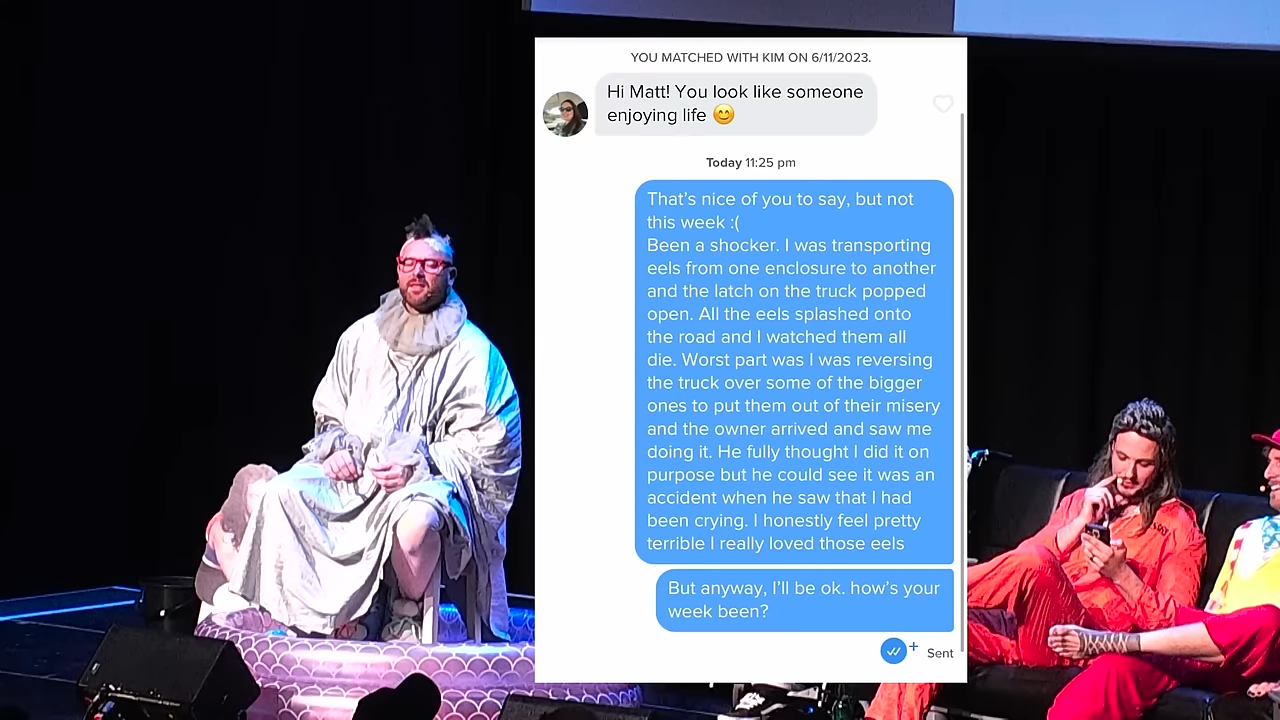 YOU MATCHED WITH KIM ON 6/11/2023.
Hi Matt! You look like someone
enjoying life 😊
Today 11:25 pm
That's nice of you to say, but not
this week :(
Been a shocker. I was transporting
eels from one enclosure to another
and the latch on the truck popped
open. All the eels splashed onto
the road and I watched them all
die. Worst part was I was reversing
the truck over some of the bigger
ones to put them out of their misery
and the owner arrived and saw me
doing it. He fully thought I did it on
purpose but he could see it was an
accident when he saw that I had
been crying. I honestly feel pretty
terrible I really loved those eels
But anyway, I'll be ok. how's your
week been?
Sent